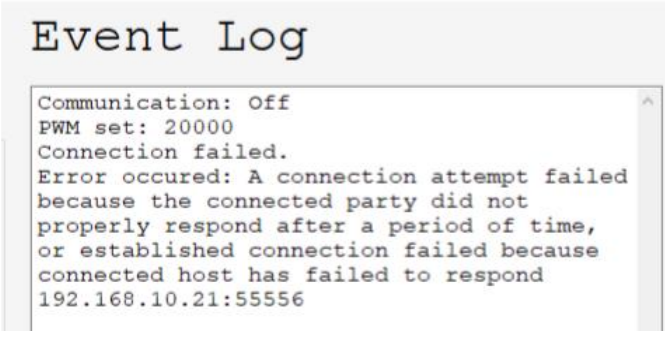 Event Log
Communication: Off
PWM set: 20000
Connection failed.
Error occured: A connection attempt failed
because the connected party did not
properly respond after a period of time,
or established connection failed because
connected host has failed to respond
192.168.10.21:55556